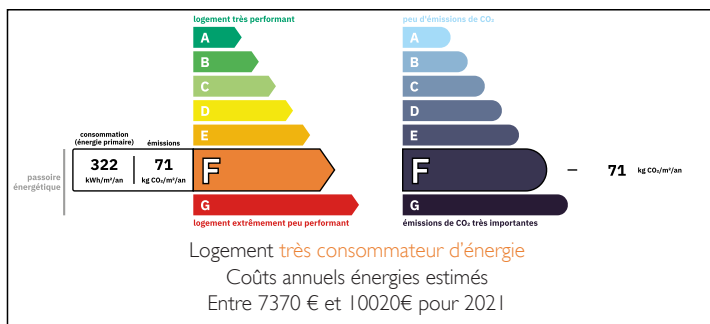 logement très performant
A
B
C
D
E
F
G
logement extrêmement peu performant
consommation
(énergie primaire)
émissions
322
kWh/m²/an
71
kg CO₂/m²/an
passoire
énergétique
peu d'émissions de CO₂
A
B
C
D
E
F
G
émissions de CO₂ très importantes
71 kg CO₂/m²/an
Logement très consommateur d'énergie
Coûts annuels énergies estimés
Entre 7370 € et 10020€ pour 2021